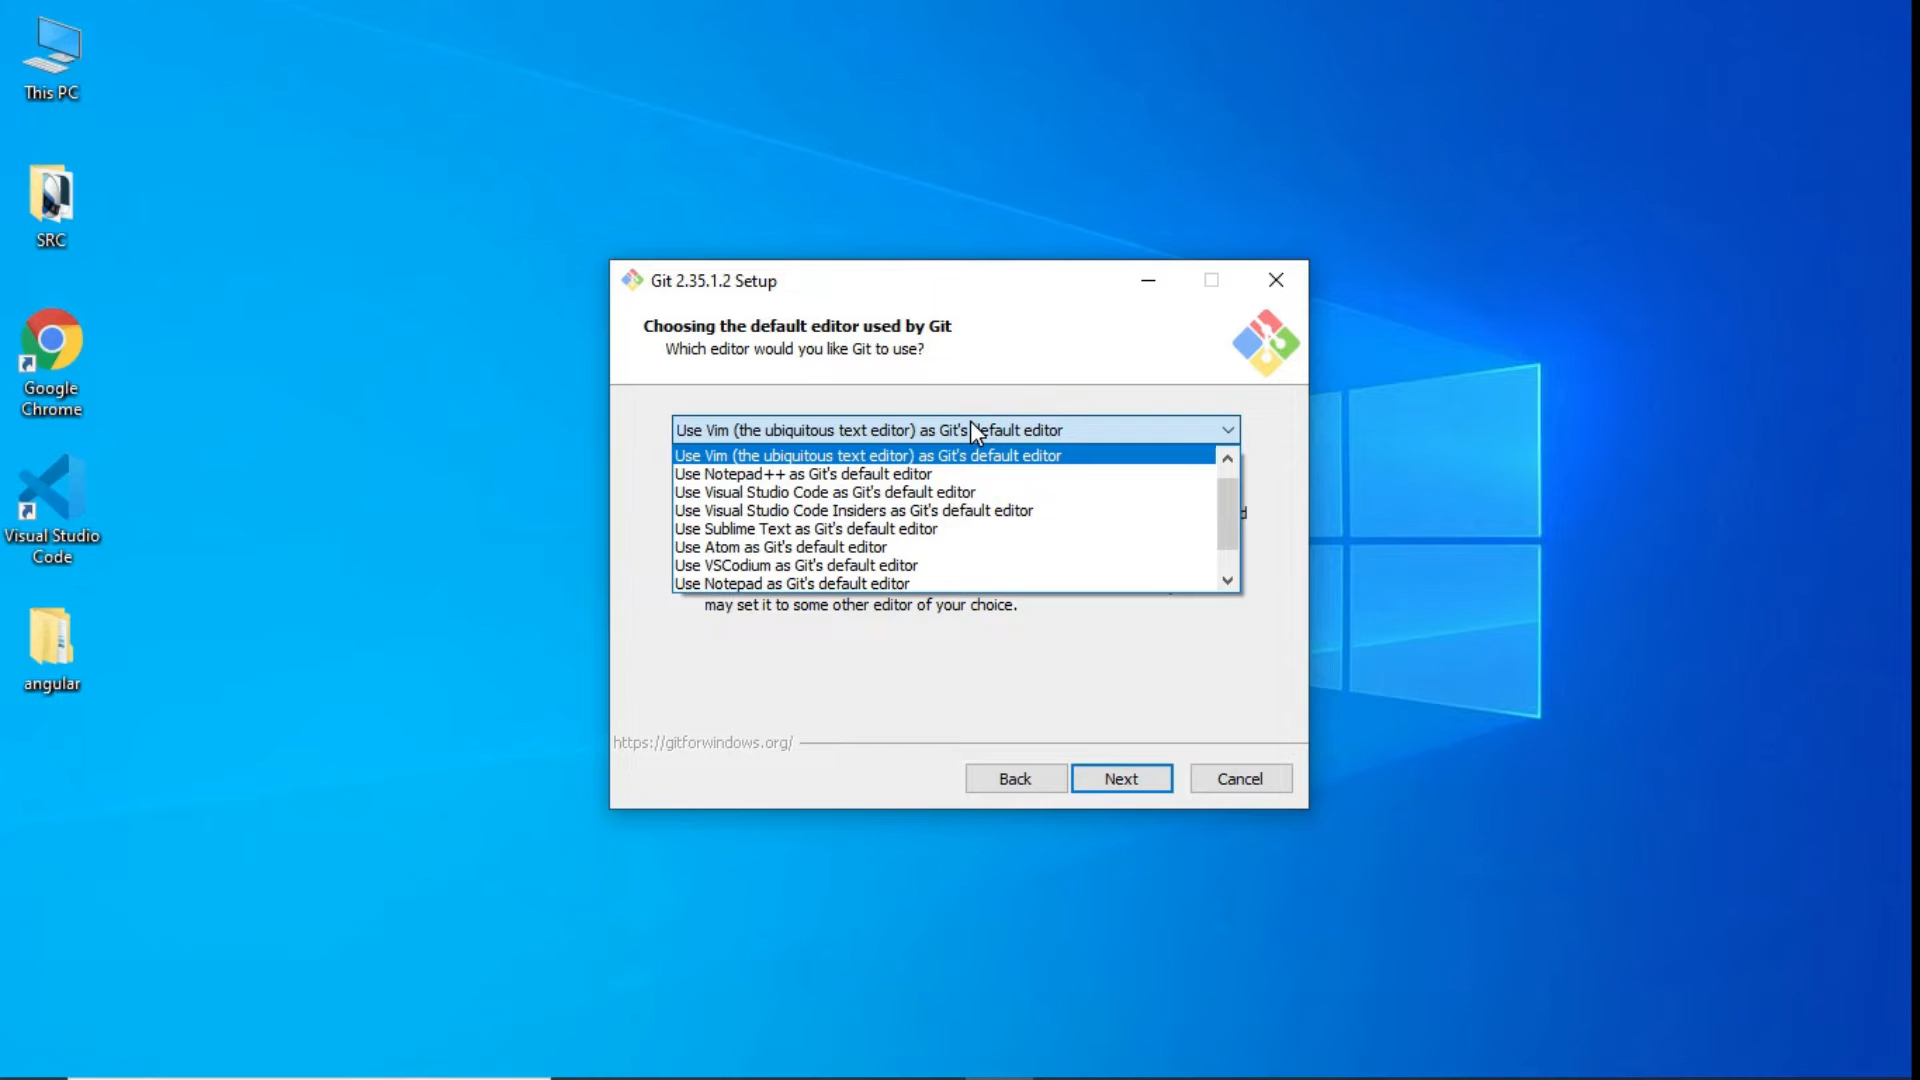 This PC
SRC
Google
Chrome
Visual Studio
Code
angular
Git 2.35.1.2 Setup
Choosing the default editor used by Git
Which editor would you like Git to use?
Use Vim (the ubiquitous text editor) as Git's default editor
Use Vim (the ubiquitous text editor) as Git's default editor
Use Notepad++ as Git's default editor
Use Visual Studio Code as Git's default editor
Use Visual Studio Code Insiders as Git's default editor
Use Sublime Text as Git's default editor
Use Atom as Git's default editor
Use VSCodium as Git's default editor
Use Notepad as Git's default editor
may set it to some other editor of your choice.
https://gitforwindows.org/
Back
Next
Cancel